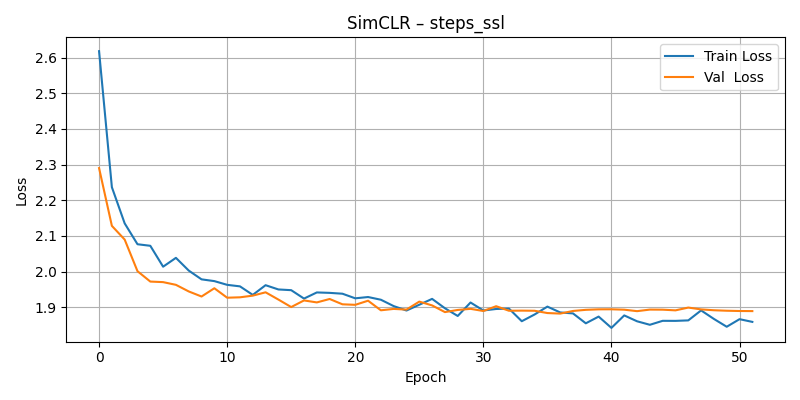 SimCLR – steps_ssl
Train Loss
Val  Loss
Loss
2.6
2.5
2.4
2.3
2.2
2.1
2.0
1.9
0 10 20 30 40 50
Epoch